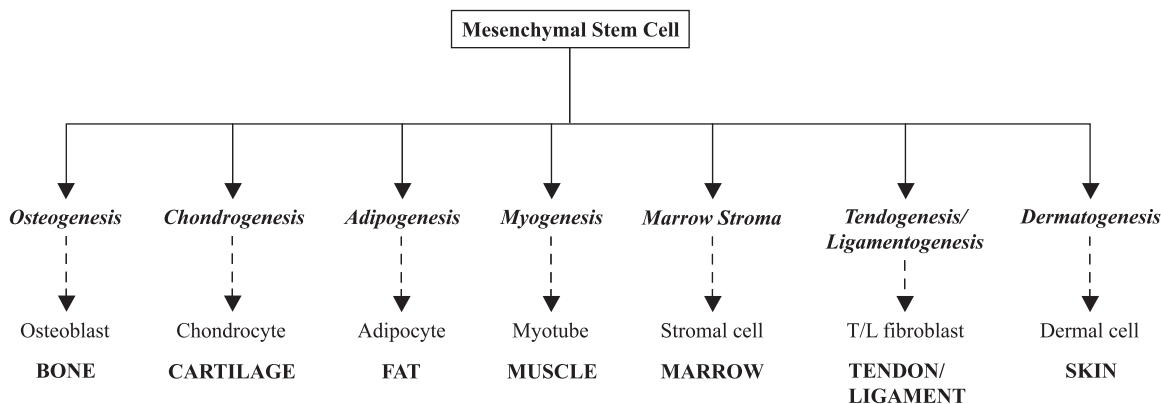 Mesenchymal Stem Cell
Osteogenesis
Chondrogenesis
Adipogenesis
Myogenesis
Marrow Stroma
Tendogenesis/
Ligamentogenesis
Dermatogenesis
Osteoblast
Chondrocyte
Adipocyte
Myotube
Stromal cell
T/L fibroblast
Dermal cell
BONE
CARTILAGE
FAT
MUSCLE
MARROW
TENDON/
LIGAMENT
SKIN